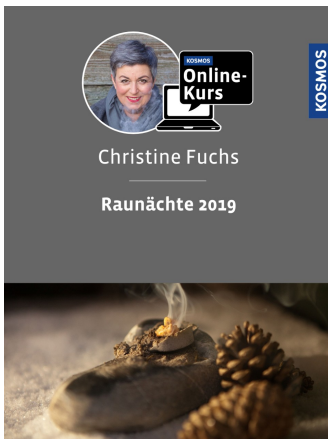 KOSMOS
Online-
Kurs
KOSMOS
Christine Fuchs
Raunächte 2019